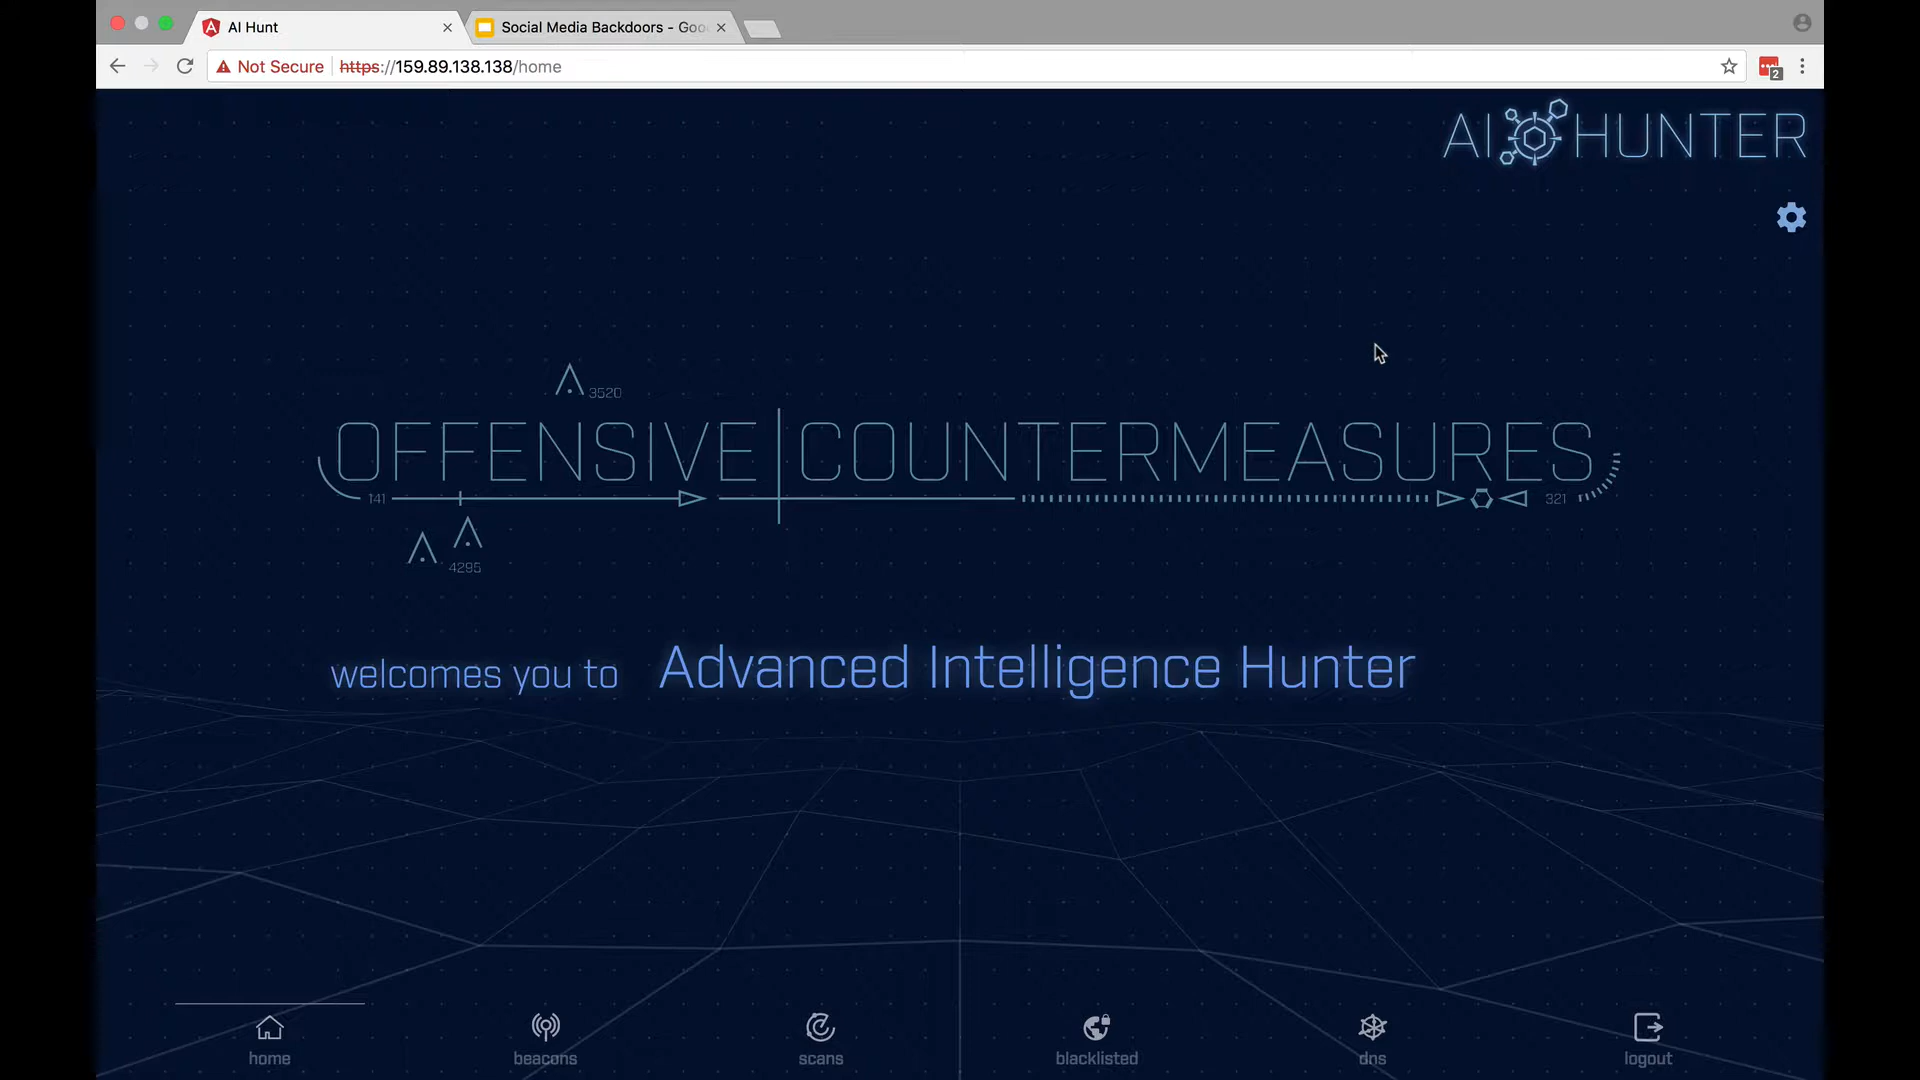 AI Hunt
Social Media Backdoors - Goo
Not Secure
https://159.89.138.138/home
2
AI HUNTER
3520
OFFENSIVE COUNTERMEASURES
141
321
4295
welcomes you to Advanced Intelligence Hunter
home
beacons
scans
blacklisted
dns
logout